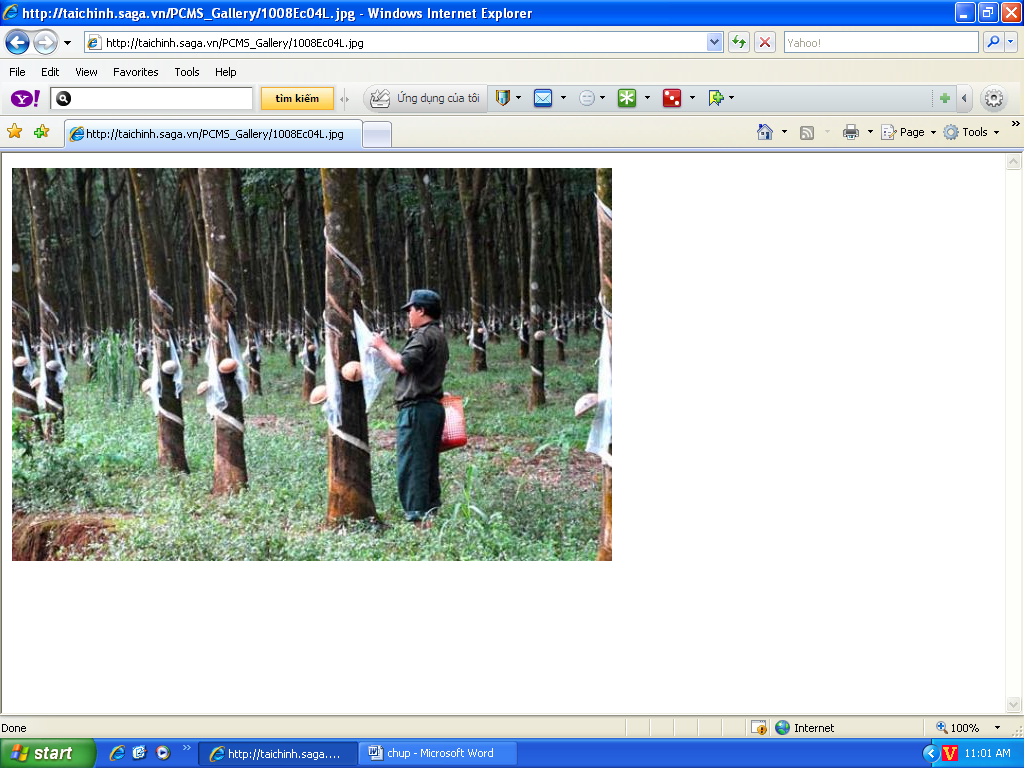 http://taichinh.saga.vn/PCMS_Gallery/1008Ec04L.jpg - Windows Internet Explorer
http://taichinh.saga.vn/PCMS_Gallery/1008Ec04L.jpg
Yahoo!
File Edit View Favorites Tools Help
Y! tìm kiếm Ứng dụng của tôi
http://taichinh.saga.vn/PCMS_Gallery/1008Ec04L.jpg
Page Tools
Done
Internet
100%
start
http://taichinh.saga....
chup - Microsoft Word
V
11:01 AM